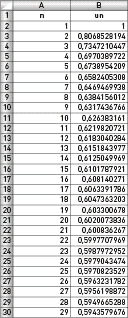 A B
1 n un
2 1 1
3 2 0,8068528194
4 3 0,7347210447
5 4 0,6970389722
6 5 0,6738954209
7 6 0,6582405308
8 7 0,6469469938
9 8 0,6384156012
10 9 0,6317436766
11 10 0,626383161
12 11 0,6219820721
13 12 0,6183040284
14 13 0,6151843977
15 14 0,6125049969
16 15 0,6101787921
17 16 0,608140271
18 17 0,6063391786
19 18 0,6047363203
20 19 0,603300678
21 20 0,6020073836
22 21 0,600836267
23 22 0,5997707969
24 23 0,5987972952
25 24 0,5979043474
26 25 0,5970823529
27 26 0,5963231782
28 27 0,5956198872
29 28 0,5949665288
30 29 0,5943579676